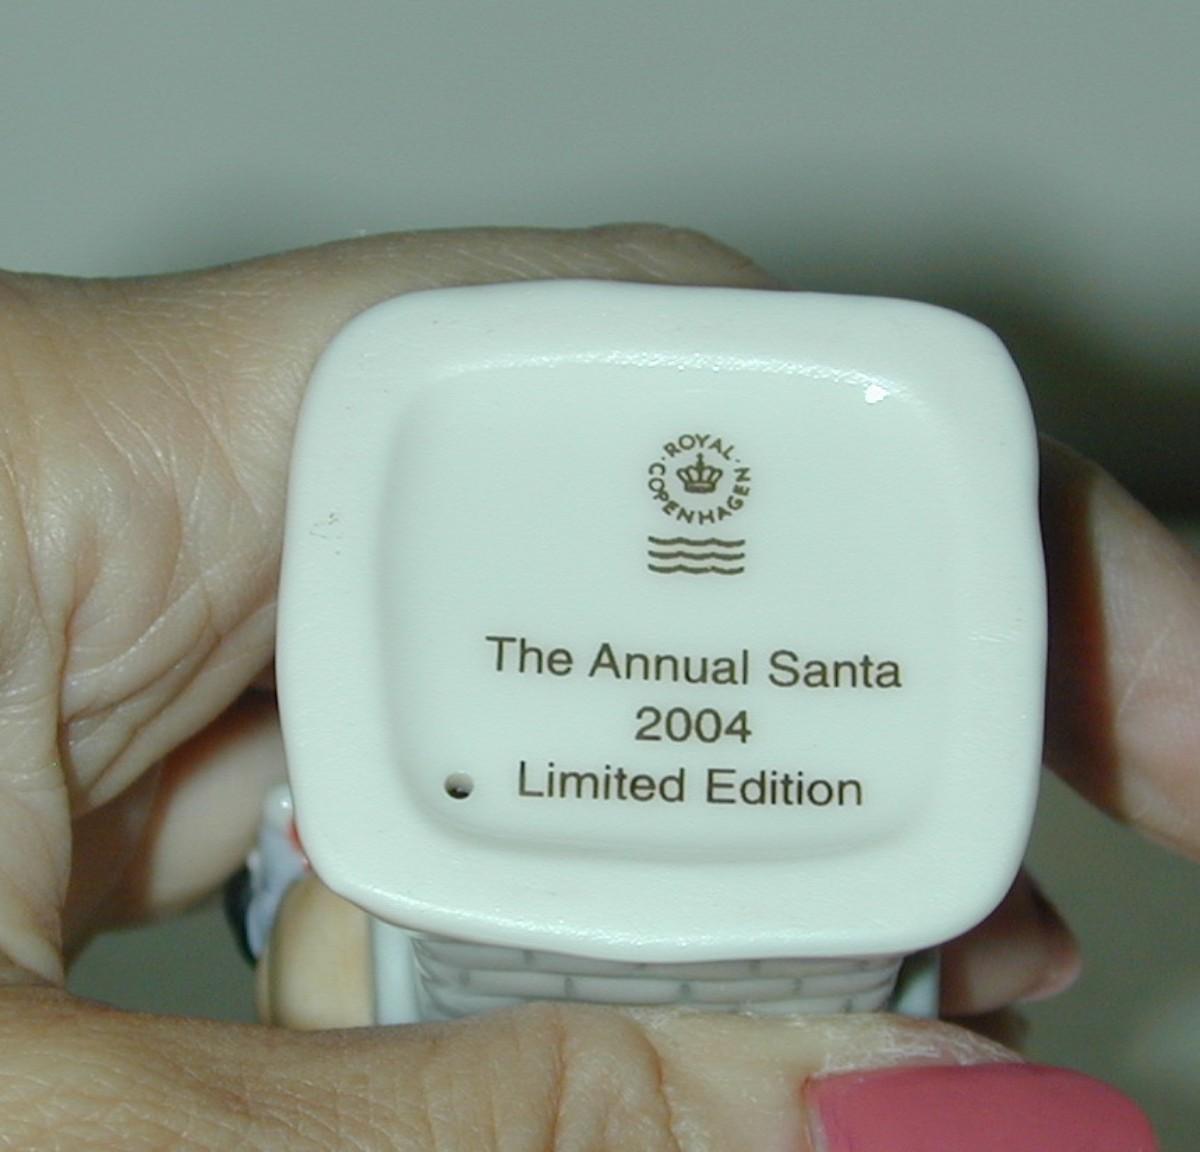 ROYAL COPENHAGEN
The Annual Santa
2004
Limited Edition